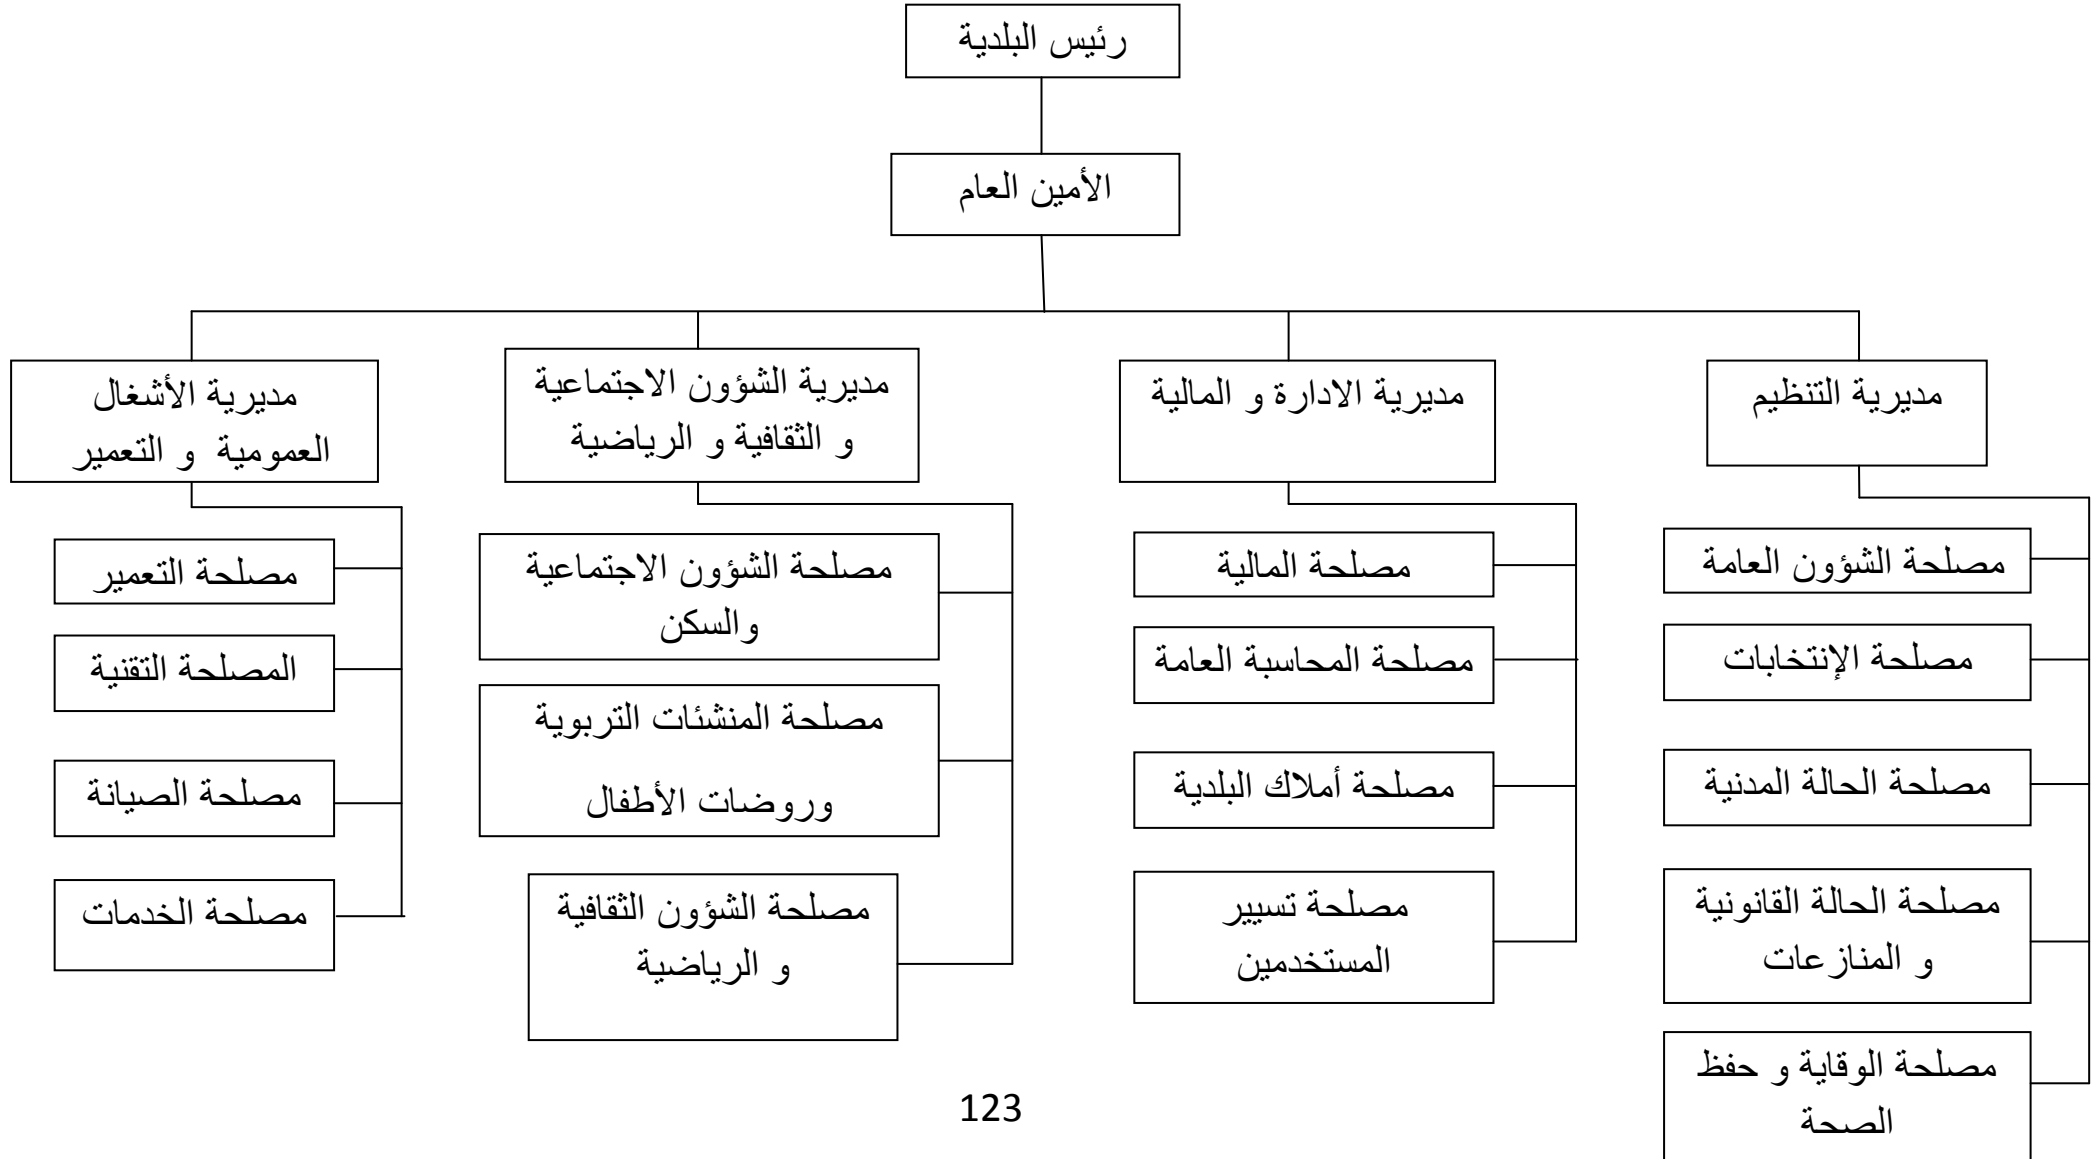 رئيس البلدية
الأمين العام
مديرية التنظيم
مديرية الادارة و المالية
مديرية الشؤون الاجتماعية
و الثقافية و الرياضية
مديرية الأشغال
العمومية و التعمير
مصلحة الشؤون العامة
مصلحة الإنتخابات
مصلحة الحالة المدنية
مصلحة الحالة القانونية
و المنازعات
مصلحة الوقاية و حفظ
الصحة
مصلحة المالية
مصلحة المحاسبة العامة
مصلحة أملاك البلدية
مصلحة تسيير
المستخدمين
مصلحة الشؤون الاجتماعية
والسكن
مصلحة المنشئات التربوية
وروضات الأطفال
مصلحة الشؤون الثقافية
و الرياضية
مصلحة التعمير
المصلحة التقنية
مصلحة الصيانة
مصلحة الخدمات
123